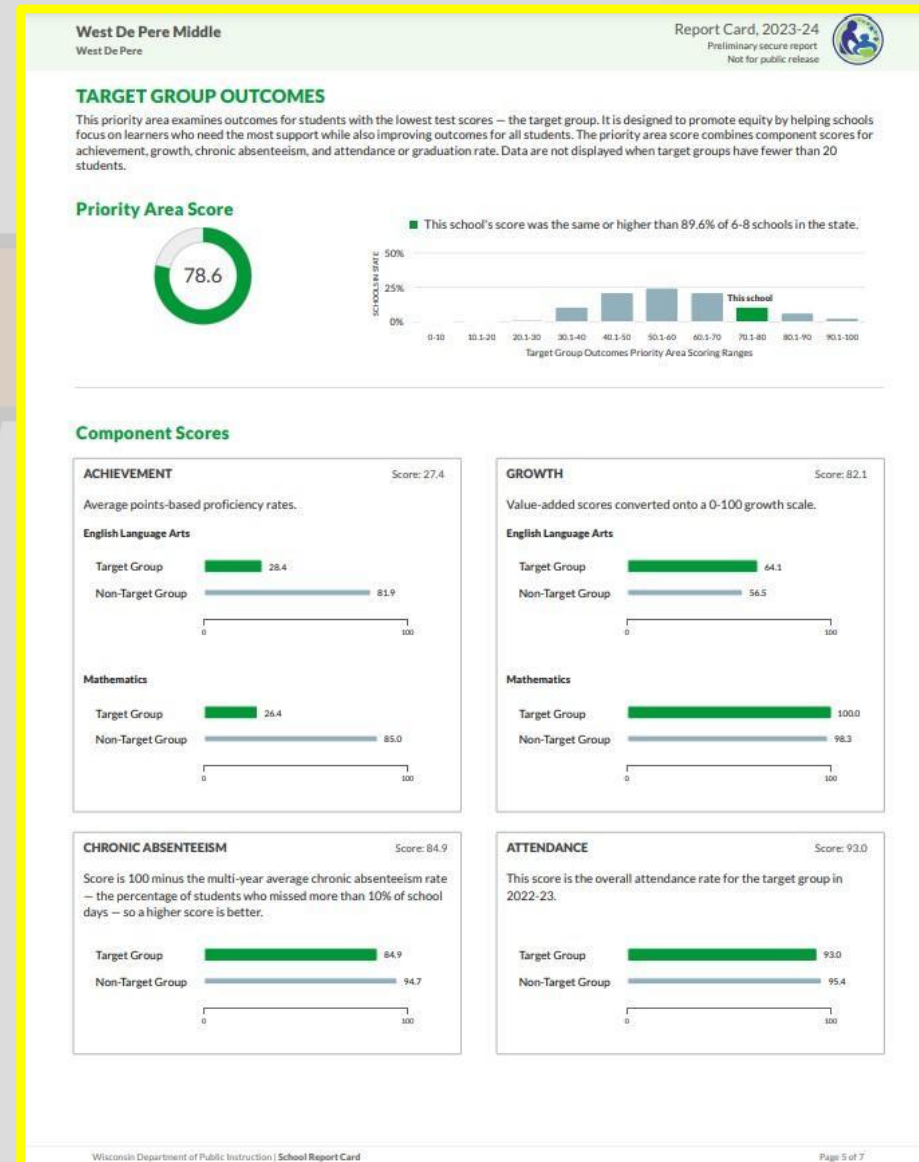 West De Pere Middle
West De Pere
Report Card, 2023-24
Preliminary secure report
Not for public release
TARGET GROUP OUTCOMES
This priority area examines outcomes for students with the lowest test scores — the target group. It is designed to promote equity by helping schools
focus on learners who need the most support while also improving outcomes for all students. The priority area score combines component scores for
achievement, growth, chronic absenteeism, and attendance or graduation rate. Data are not displayed when target groups have fewer than 20
students.
Priority Area Score
78.6
This school's score was the same or higher than 89.6% of 6-8 schools in the state.
SCHOOLS IN STATE
50%
25%
0%
This school
0-10 10.1-20 20.1-30 30.1-40 40.1-50 50.1-60 60.1-70 70.1-80 80.1-90 90.1-100
Target Group Outcomes Priority Area Scoring Ranges
Component Scores
ACHIEVEMENT Score: 27.4
Average points-based proficiency rates.
English Language Arts
Target Group 28.4
Non-Target Group 81.9
0 100
Mathematics
Target Group 26.4
Non-Target Group 85.0
0 100
GROWTH Score: 82.1
Value-added scores converted onto a 0-100 growth scale.
English Language Arts
Target Group 64.1
Non-Target Group 56.5
0 100
Mathematics
Target Group 100.0
Non-Target Group 98.3
0 100
CHRONIC ABSENTEEISM Score: 84.9
Score is 100 minus the multi-year average chronic absenteeism rate
— the percentage of students who missed more than 10% of school
days — so a higher score is better.
Target Group 84.9
Non-Target Group 94.7
0 100
ATTENDANCE Score: 93.0
This score is the overall attendance rate for the target group in
2022-23.
Target Group 93.0
Non-Target Group 95.4
0 100
Wisconsin Department of Public Instruction | School Report Card
Page 5 of 7